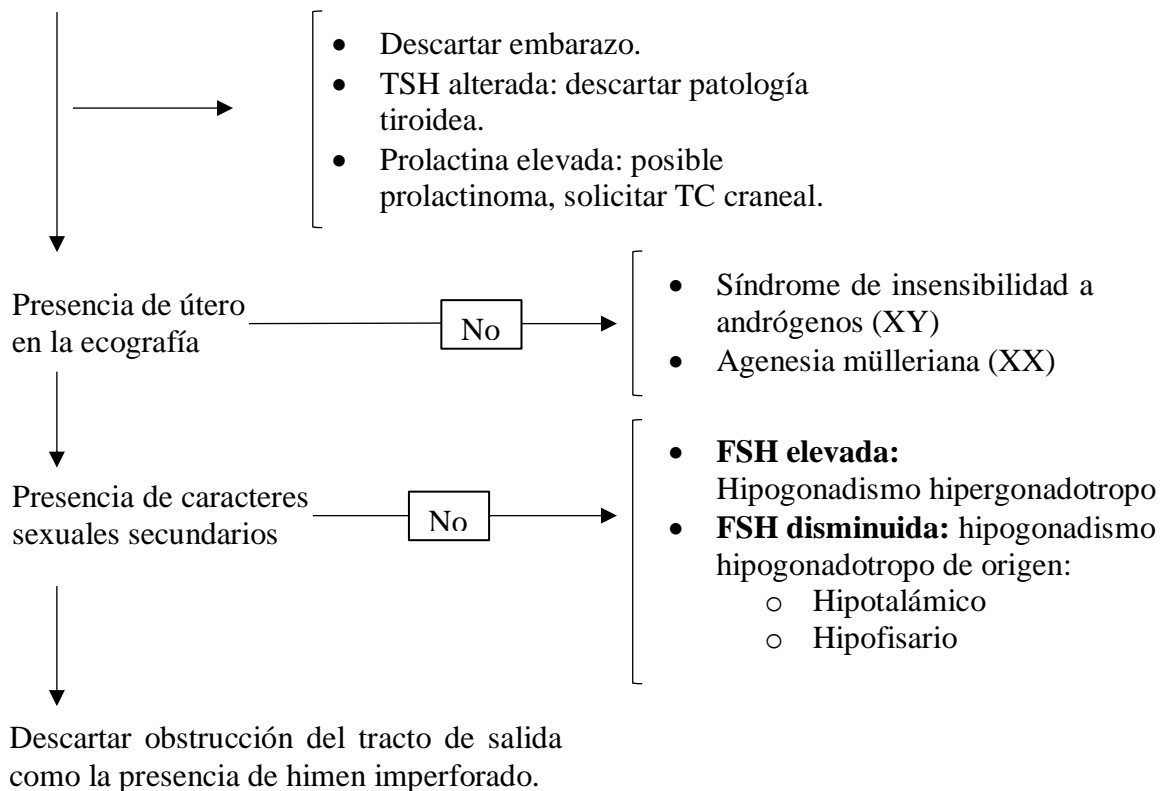 • Descartar embarazo.
• TSH alterada: descartar patología
tiroidea.
• Prolactina elevada: posible
prolactinoma, solicitar TC craneal.
Presencia de útero
en la ecografía
No
• Síndrome de insensibilidad a
andrógenos (XY)
• Agenesia mülleriana (XX)
Presencia de caracteres
sexuales secundarios
No
• FSH elevada:
Hipogonadismo hipergonadotropo
• FSH disminuida: hipogonadismo
hipogonadotropo de origen:
o Hipotalámico
o Hipofisario
Descartar obstrucción del tracto de salida
como la presencia de himen imperforado.